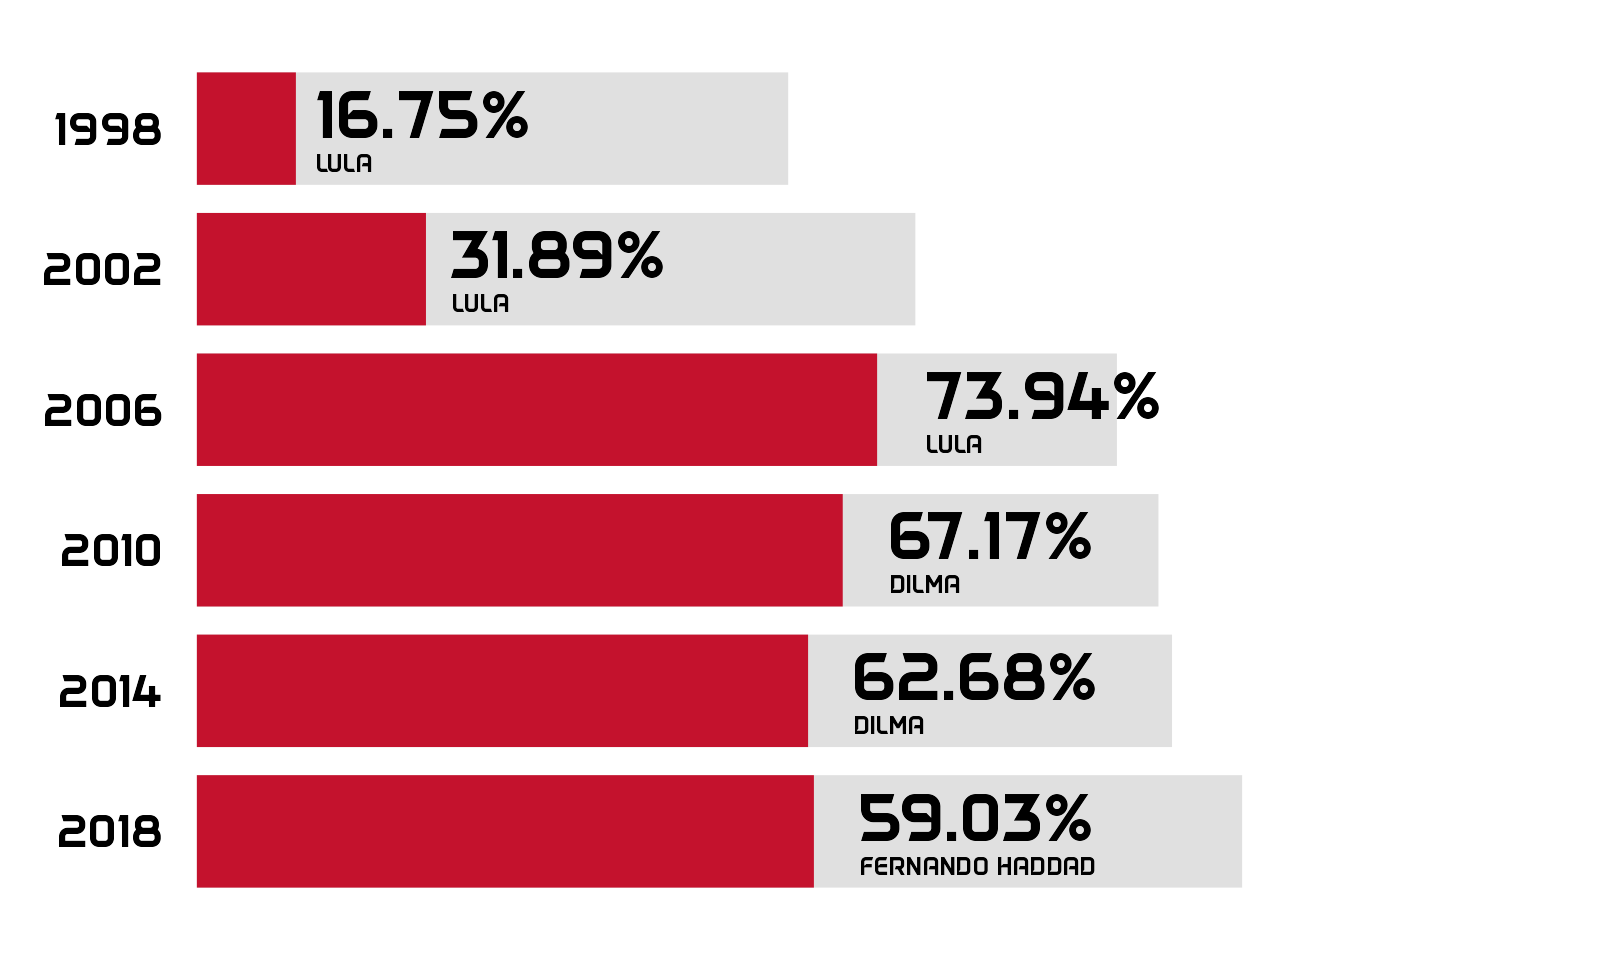 1998
16.75%
LULA
2002
31.89%
LULA
2006
73.94%
LULA
2010
67.17%
DILMA
2014
62.68%
DILMA
2018
59.03%
FERNANDO HADDAD